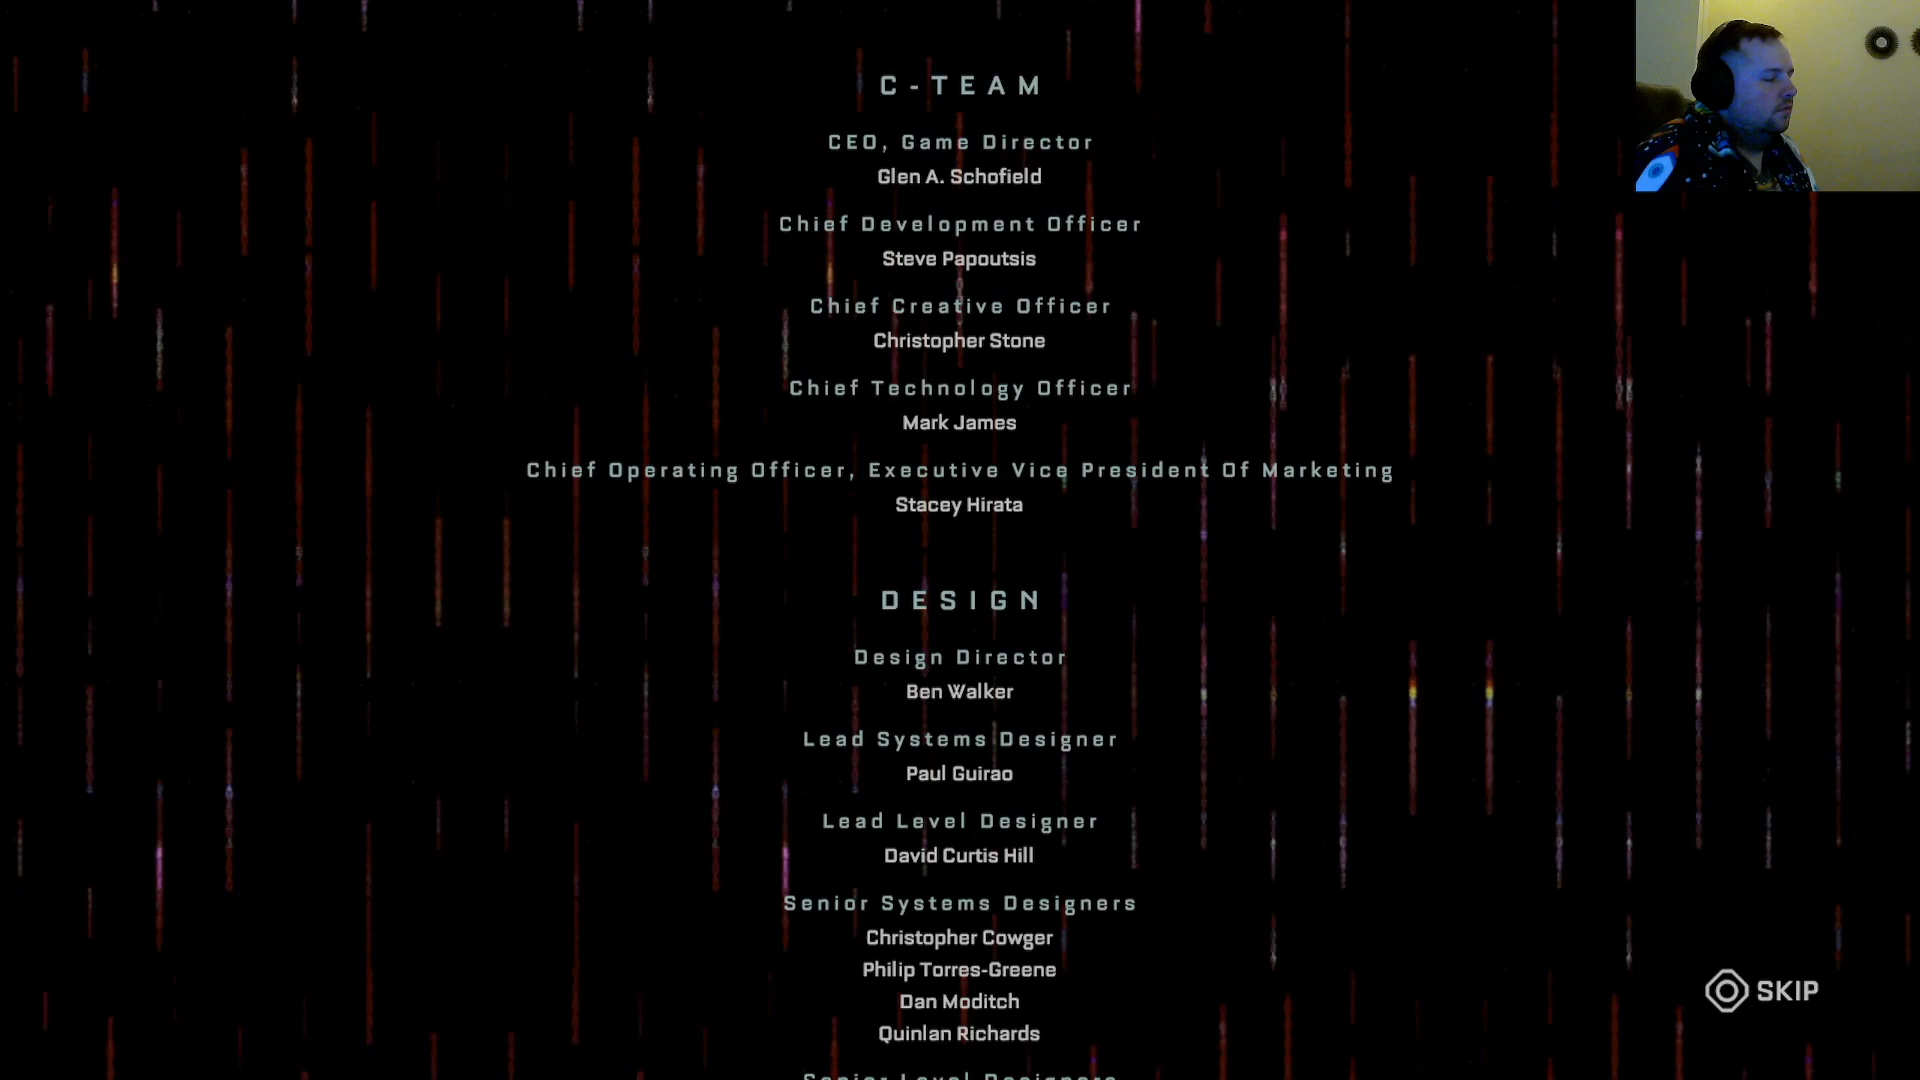 C-TEAM
CEO, Game Director
Glen A. Schofield
Chief Development Officer
Steve Papoutsis
Chief Creative Officer
Christopher Stone
Chief Technology Officer
Mark James
Chief Operating Officer, Executive Vice President Of Marketing
Stacey Hirata
DESIGN
Design Director
Ben Walker
Lead Systems Designer
Paul Guirao
Lead Level Designer
David Curtis Hill
Senior Systems Designers
Christopher Cowger
Philip Torres-Greene
Dan Moditch
SKIP
Quinlan Richards
Senior Level Designers